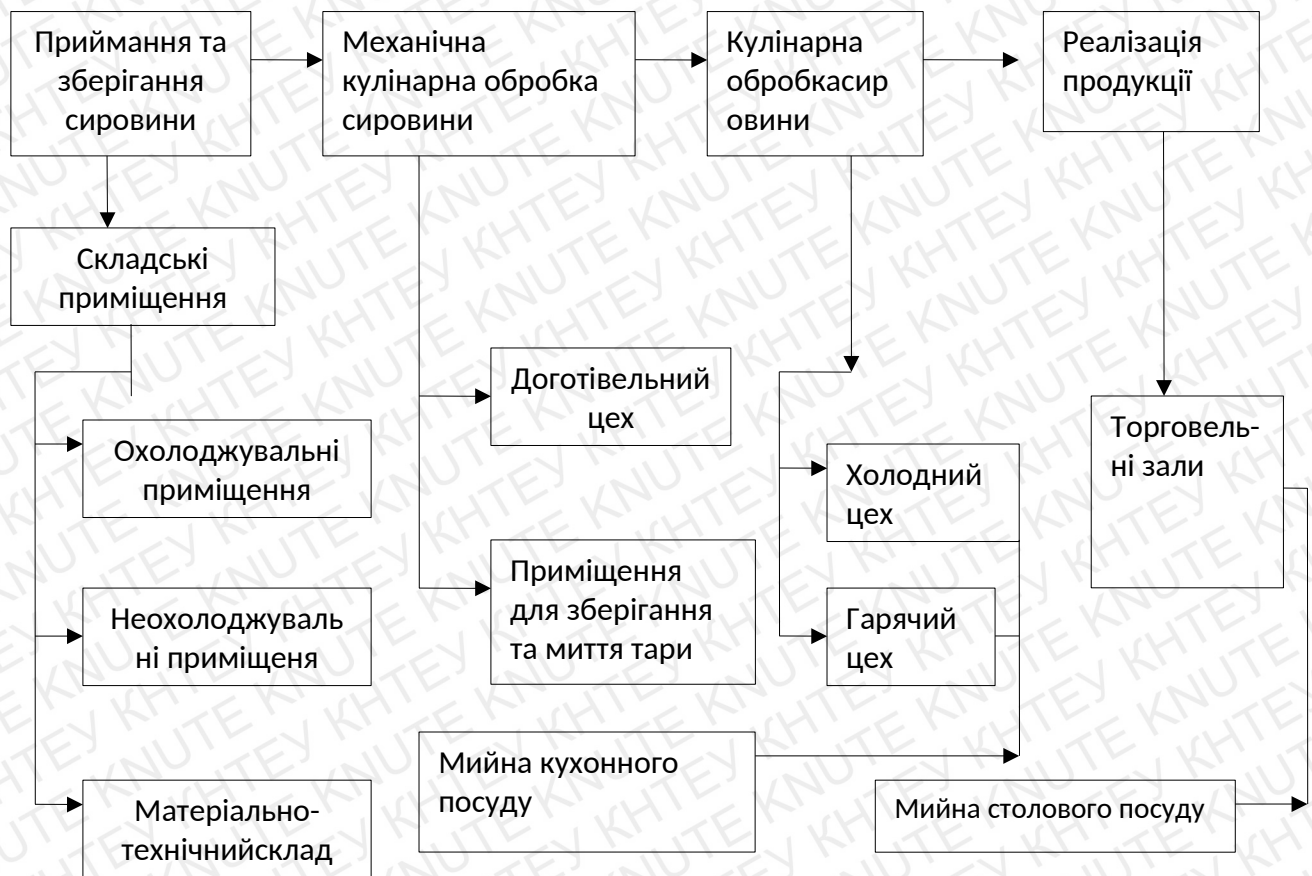 Приймання та
зберігання
сировини
Механічна
кулінарна обробка
сировини
Кулінарна
обробкасир
овини
Реалізація
продукції
Складські
приміщення
Доготівельний
цех
Торговель-
ні зали
Охолоджувальні
приміщення
Холодний
цех
Приміщення
для зберігання
та миття тари
Неохолоджуваль
ні приміщеня
Гарячий
цех
Мийна кухонного
посуду
Мийна столового посуду
Матеріально-
технічнийсклад